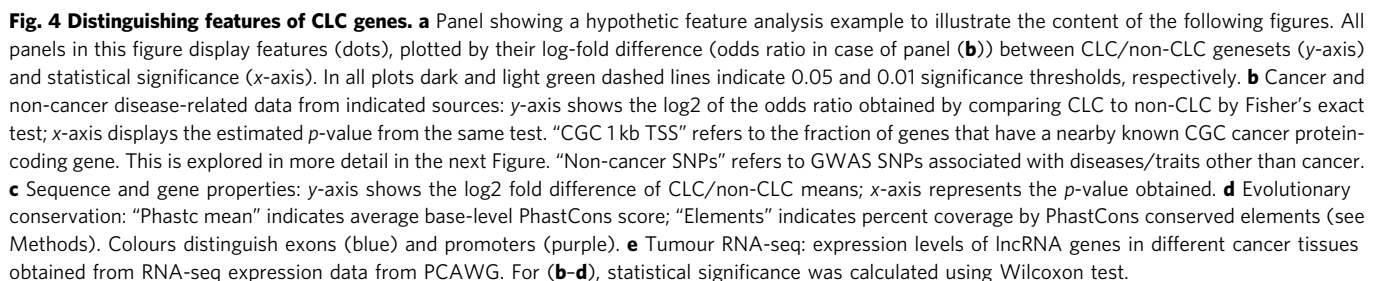 Fig. 4 Distinguishing features of CLC genes. a Panel showing a hypothetic feature analysis example to illustrate the content of the following figures. All
panels in this figure display features (dots), plotted by their log-fold difference (odds ratio in case of panel (b)) between CLC/non-CLC genesets (y-axis)
and statistical significance (x-axis). In all plots dark and light green dashed lines indicate 0.05 and 0.01 significance thresholds, respectively. b Cancer and
non-cancer disease-related data from indicated sources: y-axis shows the log2 of the odds ratio obtained by comparing CLC to non-CLC by Fisher's exact
test; x-axis displays the estimated p-value from the same test. “CGC 1 kb TSS” refers to the fraction of genes that have a nearby known CGC cancer protein-
coding gene. This is explored in more detail in the next Figure. “Non-cancer SNPs” refers to GWAS SNPs associated with diseases/traits other than cancer.
c Sequence and gene properties: y-axis shows the log2 fold difference of CLC/non-CLC means; x-axis represents the p-value obtained. d Evolutionary
conservation: “Phastc mean” indicates average base-level PhastCons score; “Elements” indicates percent coverage by PhastCons conserved elements (see
Methods). Colours distinguish exons (blue) and promoters (purple). e Tumour RNA-seq: expression levels of lncRNA genes in different cancer tissues
obtained from RNA-seq expression data from PCAWG. For (b–d), statistical significance was calculated using Wilcoxon test.